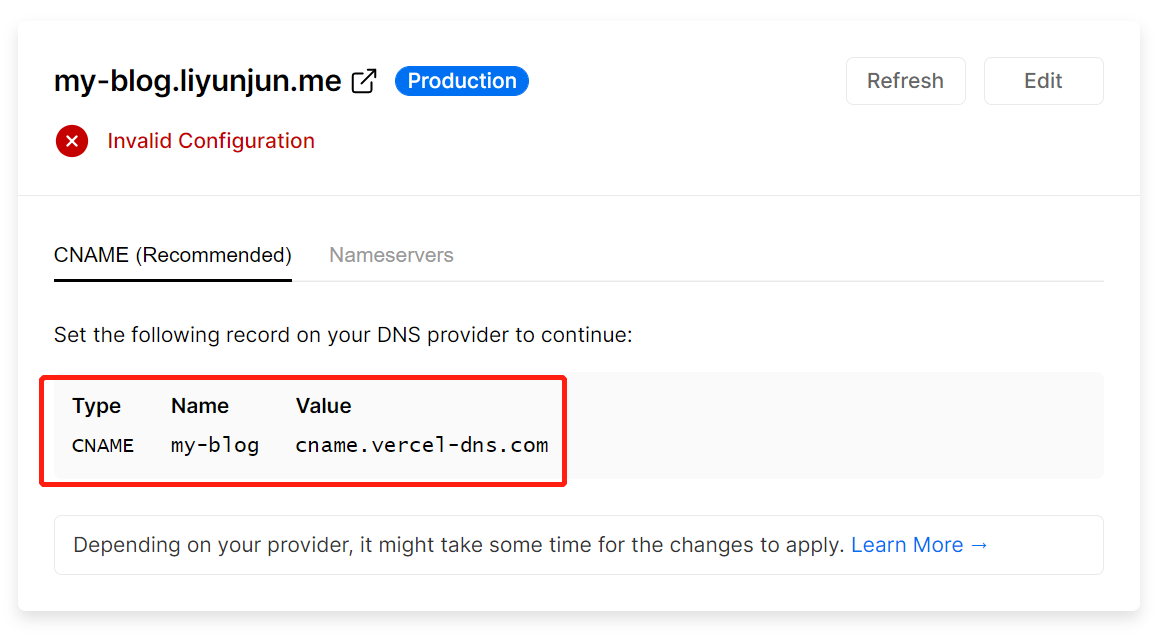 my-blog.liyunjun.me Production Refresh Edit
Invalid Configuration
CNAME (Recommended) Nameservers
Set the following record on your DNS provider to continue:
Type Name Value
CNAME my-blog cname.vercel-dns.com
Depending on your provider, it might take some time for the changes to apply. Learn More →